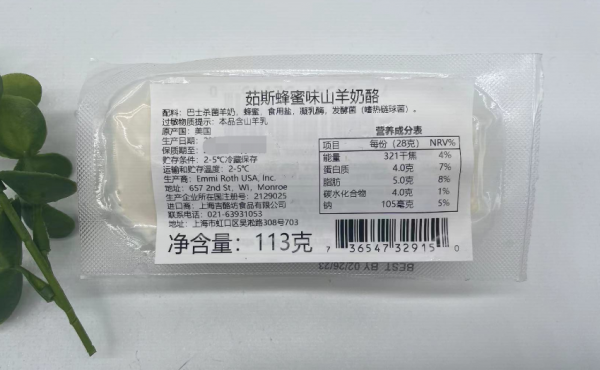 茹斯蜂蜜味山羊奶酪
配料：巴士杀菌羊奶、蜂蜜、食用盐、凝乳酶、发酵菌（嗜热链球菌）。
过敏物质提示：本品含山羊乳
原产国：美国
生产日期：
保质期至：
贮存条件：2-5℃冷藏保存
运输和贮存温度：2-5℃
生产商：Emmi Roth USA, Inc.
地址：657 2nd St. Wi, Monroe
生产企业所在国注册号：2129025
进口商：上海吉酪坊食品有限公司
联系电话：021-63931053
地址：上海市虹口区吴淞路308号703
净含量：113克
营养成分表
项目 每份（28克） NRV%
能量 321千焦 4%
蛋白质 4.0克 7%
脂肪 5.0克 8%
碳水化合物 4.0克 1%
钠 105毫克 5%
7 36547 32915 0
BEST BY 02/26/23